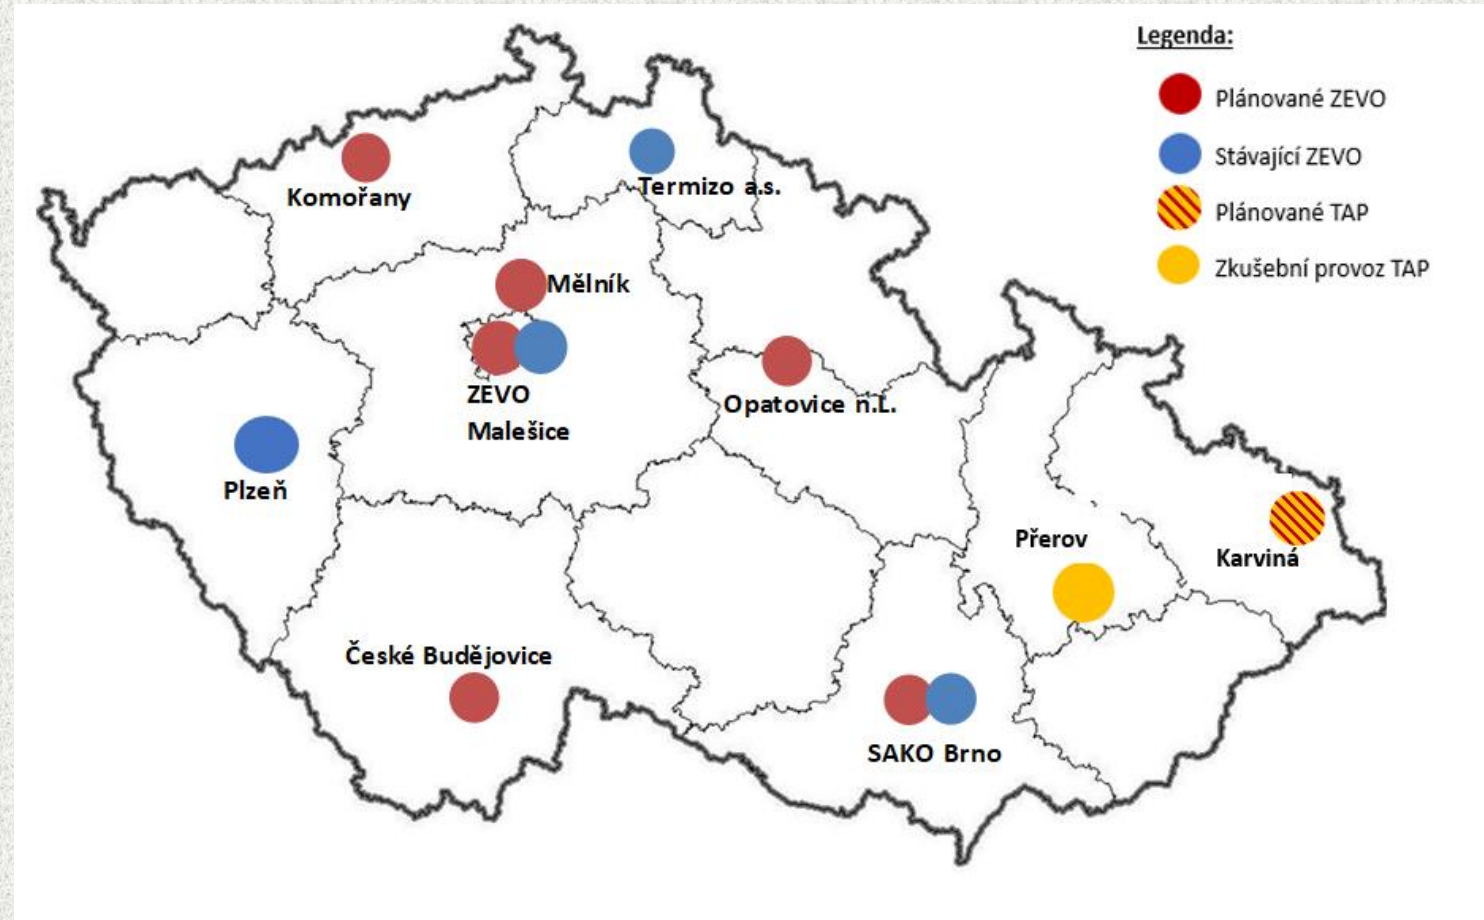 Legenda:
Plánované ZEVO
Stávající ZEVO
Plánované TAP
Zkušební provoz TAP
Komořany
Termizo a.s.
Mělník
ZEVO
Malešice
Opatovice n.L.
Plzeň
Přerov
Karviná
České Budějovice
SAKO Brno